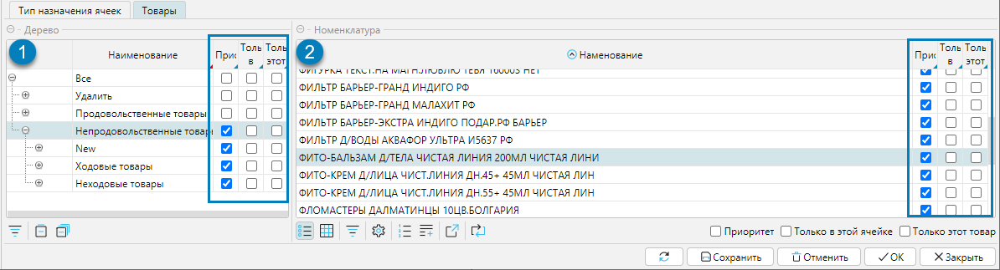 Тип назначения ячеек Товары
Дерево
1 Наименование Прис Толь в Толь этот
Все
Удалить
Продовольственные товары
Непродовольственные товары
New
Ходовые товары
Неходовые товары
Номенклатура
2 Наменование Прис Толь в Толь этот
ФИГУРКА ТЕКСТ.НА МАГН.ЛЮБЛЮ ТЕБЯ 160003 НЕТ
ФИЛЬТР БАРЬЕР-ГРАНД ИНДИГО РФ
ФИЛЬТР БАРЬЕР-ГРАНД МАЛАХИТ РФ
ФИЛЬТР БАРЬЕР-ЭКСТРА ИНДИГО ПОДАР.РФ БАРЬЕР
ФИЛЬТР Д/ВОДЫ АКВАФОР УЛЬТРА И5637 РФ
ФИТО-БАЛЬЗАМ Д/ТЕЛА ЧИСТАЯ ЛИНИЯ 200МЛ ЧИСТАЯ ЛИНИ
ФИТО-КРЕМ Д/ЛИЦА ЧИСТ.ЛИНИЯ ДН.45+ 45МЛ ЧИСТАЯ ЛИН
ФИТО-КРЕМ Д/ЛИЦА ЧИСТ.ЛИНИЯ ДН.55+ 45МЛ ЧИСТАЯ ЛИН
ФЛОМАСТЕРЫ ДАЛМАТИНЦЫ 10ЦВ.БОЛГАРИЯ
Приоритет Только в этой ячейке Только этот товар
Сохранить Отменить OK Закрыть